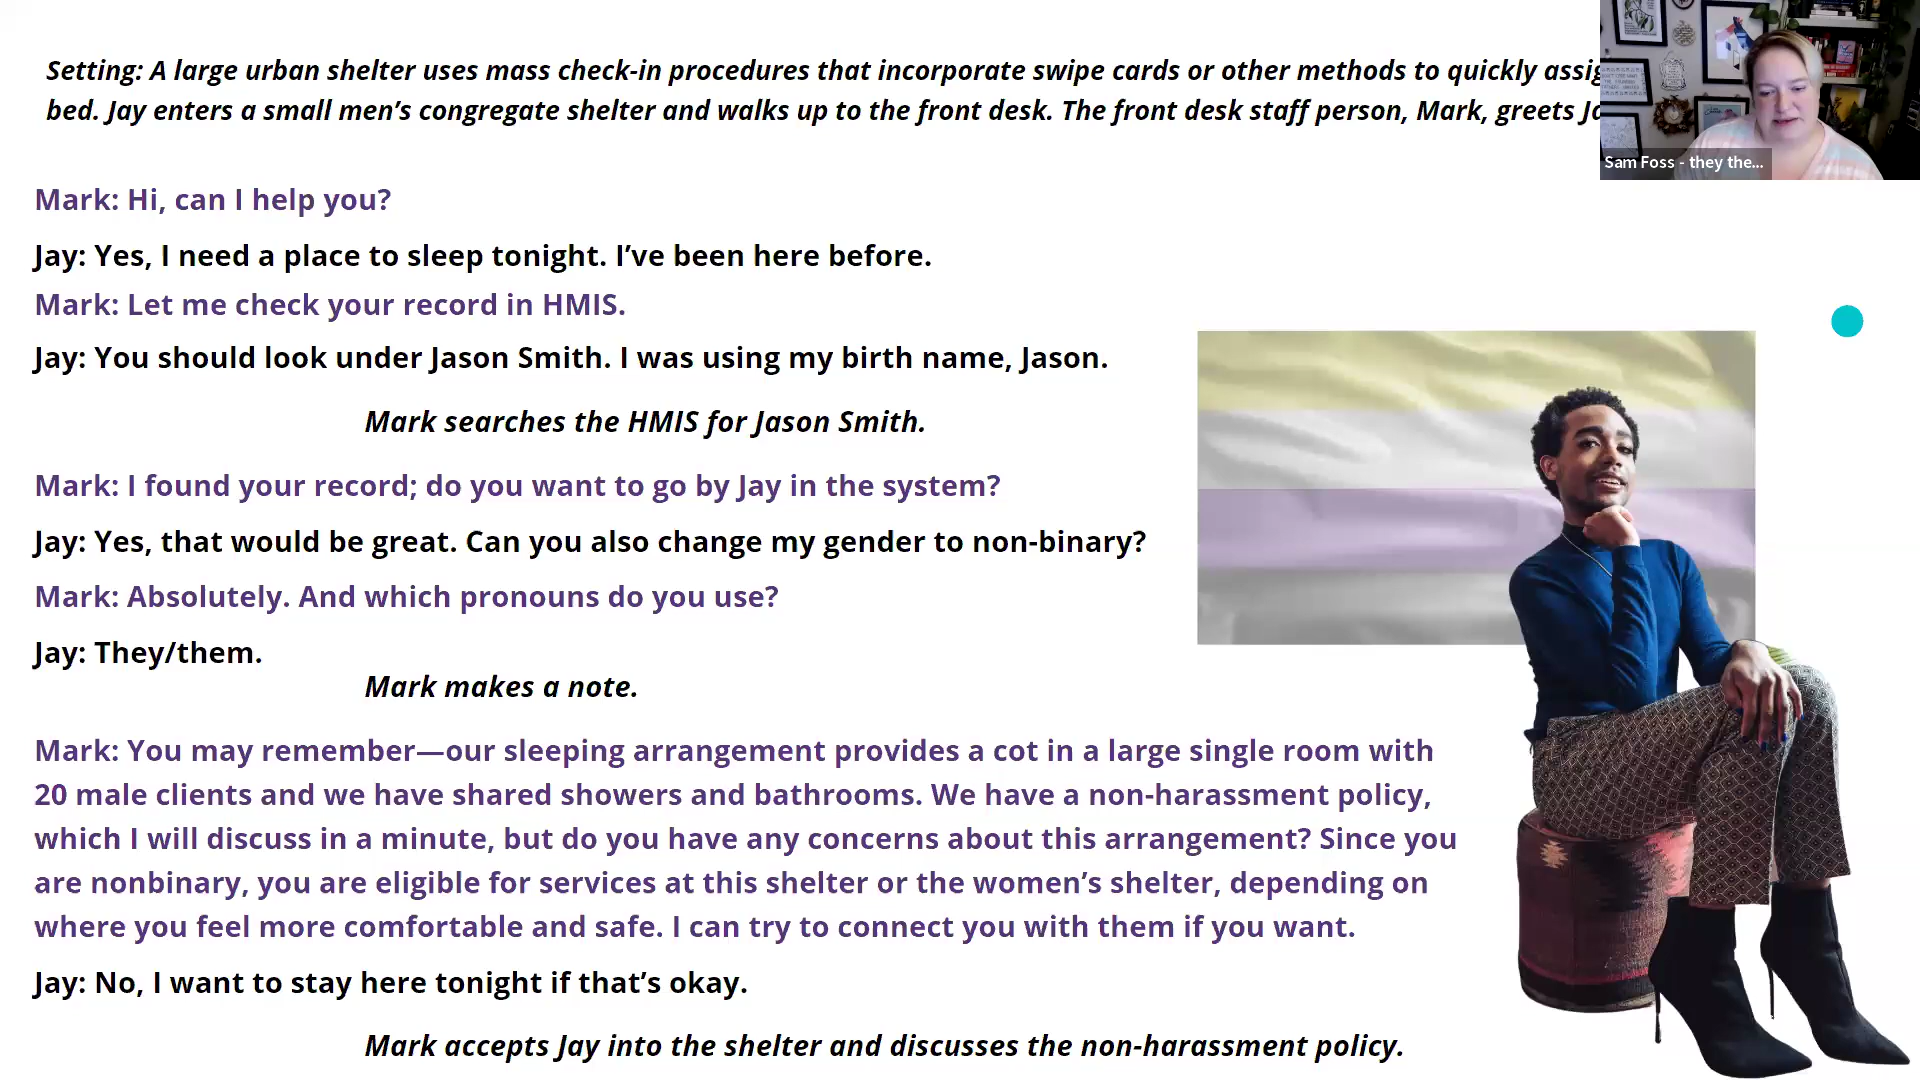 Setting: A large urban shelter uses mass check-in procedures that incorporate swipe cards or other methods to quickly
bed. Jay enters a small men’s congregate shelter and walks up to the front desk. The front desk staff person, Mark, greets
Sam Foss - they the...
Mark: Hi, can I help you?
Jay: Yes, I need a place to sleep tonight. I’ve been here before.
Mark: Let me check your record in HMIS.
Jay: You should look under Jason Smith. I was using my birth name, Jason.
Mark searches the HMIS for Jason Smith.
Mark: I found your record; do you want to go by Jay in the system?
Jay: Yes, that would be great. Can you also change my gender to non-binary?
Mark: Absolutely. And which pronouns do you use?
Jay: They/them.
Mark makes a note.
Mark: You may remember—our sleeping arrangement provides a cot in a large single room with
20 male clients and we have shared showers and bathrooms. We have a non-harassment policy,
which I will discuss in a minute, but do you have any concerns about this arrangement? Since you
are nonbinary, you are eligible for services at this shelter or the women’s shelter, depending on
where you feel more comfortable and safe. I can try to connect you with them if you want.
Jay: No, I want to stay here tonight if that’s okay.
Mark accepts Jay into the shelter and discusses the non-harassment policy.